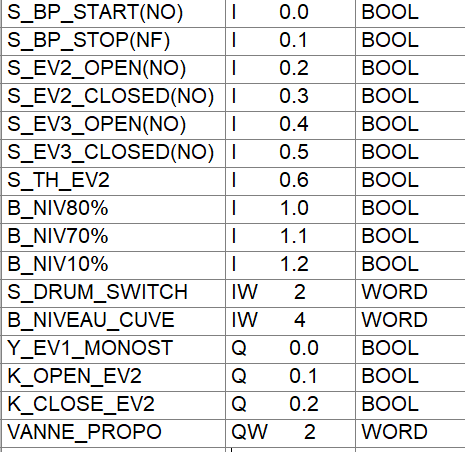 S_BP_START(NO) I 0.0 BOOL
S_BP_STOP(NF) I 0.1 BOOL
S_EV2_OPEN(NO) I 0.2 BOOL
S_EV2_CLOSED(NO) I 0.3 BOOL
S_EV3_OPEN(NO) I 0.4 BOOL
S_EV3_CLOSED(NO) I 0.5 BOOL
S_TH_EV2 I 0.6 BOOL
B_NIV80% I 1.0 BOOL
B_NIV70% I 1.1 BOOL
B_NIV10% I 1.2 BOOL
S_DRUM_SWITCH IW 2 WORD
B_NIVEAU_CUVE IW 4 WORD
Y_EV1_MONOST Q 0.0 BOOL
K_OPEN_EV2 Q 0.1 BOOL
K_CLOSE_EV2 Q 0.2 BOOL
VANNE_PROPO QW 2 WORD